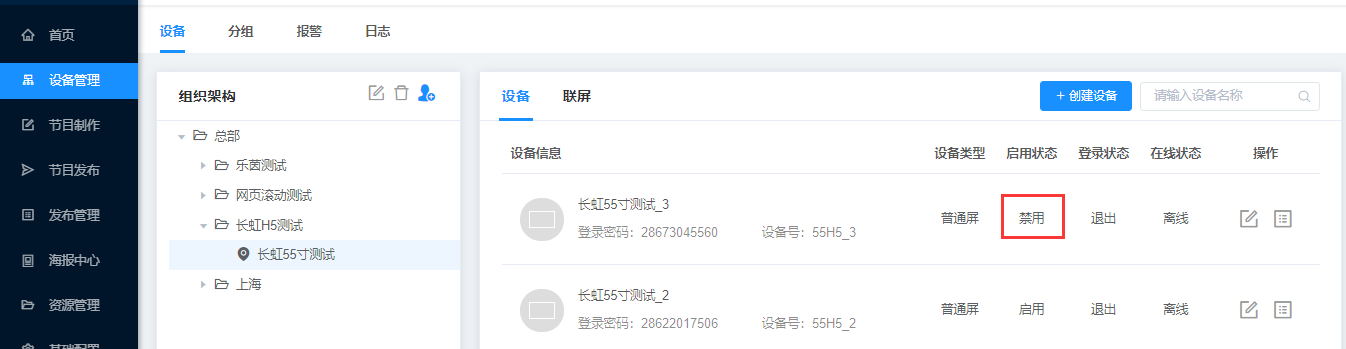 首页
设备管理
节目制作
节目发布
发布管理
海报中心
资源管理
基础配置
设备 分组 报警 日志
组织架构
总部
乐茵测试
网页滚动测试
长虹H5测试
长虹55寸测试
上海
设备 联屏 + 创建设备 请输入设备名称
设备信息 设备类型 启用状态 登录状态 在线状态 操作
长虹55寸测试_3
登录密码：28673045560 设备号：55H5_3 普通屏 禁用 退出 离线
长虹55寸测试_2
登录密码：28622017506 设备号：55H5_2 普通屏 启用 退出 离线